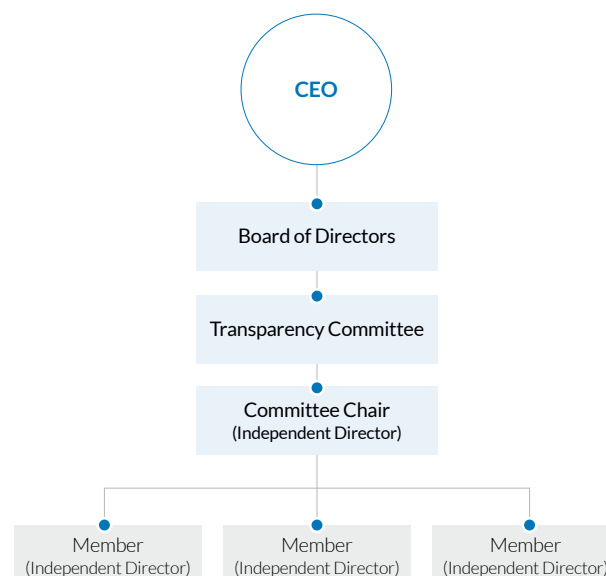 CEO
Board of Directors
Transparency Committee
Committee Chair
(Independent Director)
Member
(Independent Director)
Member
(Independent Director)
Member
(Independent Director)